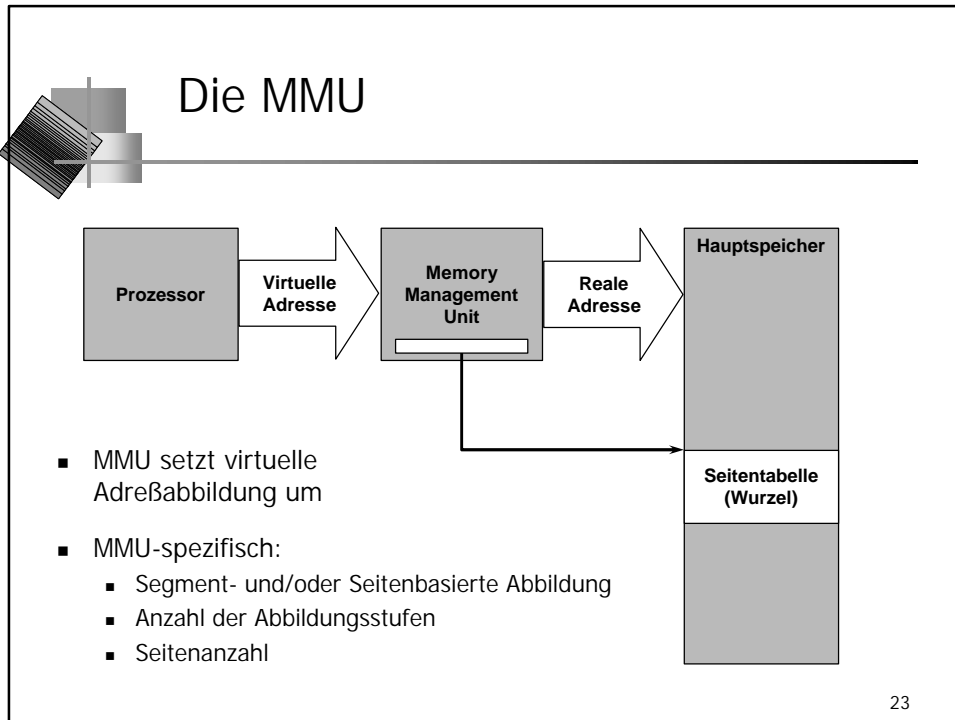 Die MMU
Prozessor
Virtuelle
Adresse
Memory
Management
Unit
Reale
Adresse
Hauptspeicher
Seitentabelle
(Wurzel)
▪ MMU setzt virtuelle
Adreßabbildung um
▪ MMU-spezifisch:
▪ Segment- und/oder Seitenbasierte Abbildung
▪ Anzahl der Abbildungsstufen
▪ Seitenanzahl
23